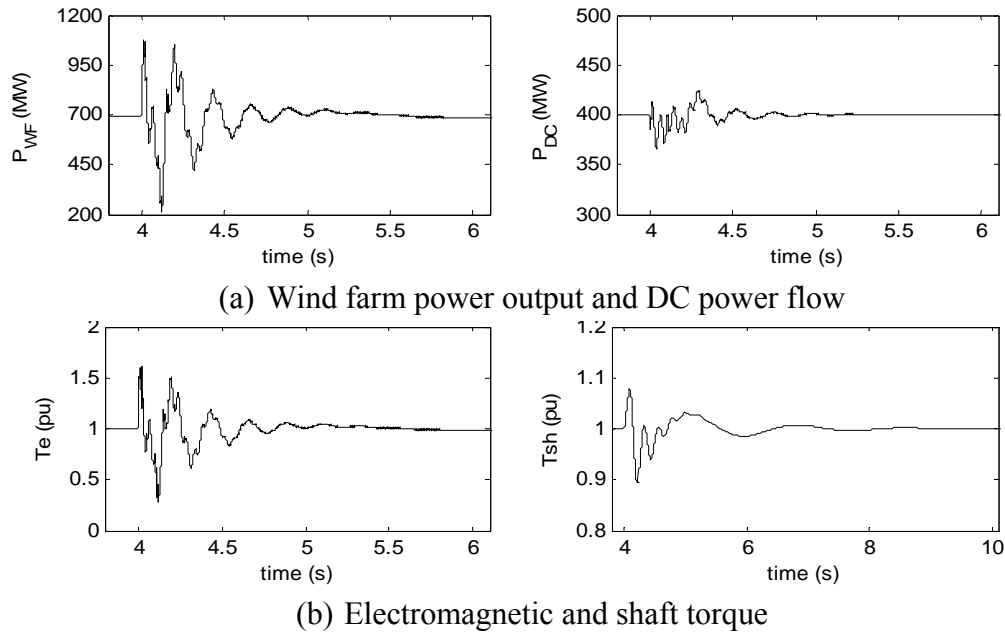 1200
950
700
450
200
P_WF (MW)
4 4.5 5 5.5 6
time (s)
500
450
400
350
300
P_DC (MW)
4 4.5 5 5.5 6
time (s)
(a) Wind farm power output and DC power flow
2
1.5
1
0.5
0
Te (pu)
4 4.5 5 5.5 6
time (s)
1.2
1.1
1
0.9
0.8
Tsh (pu)
4 6 8 10
time (s)
(b) Electromagnetic and shaft torque